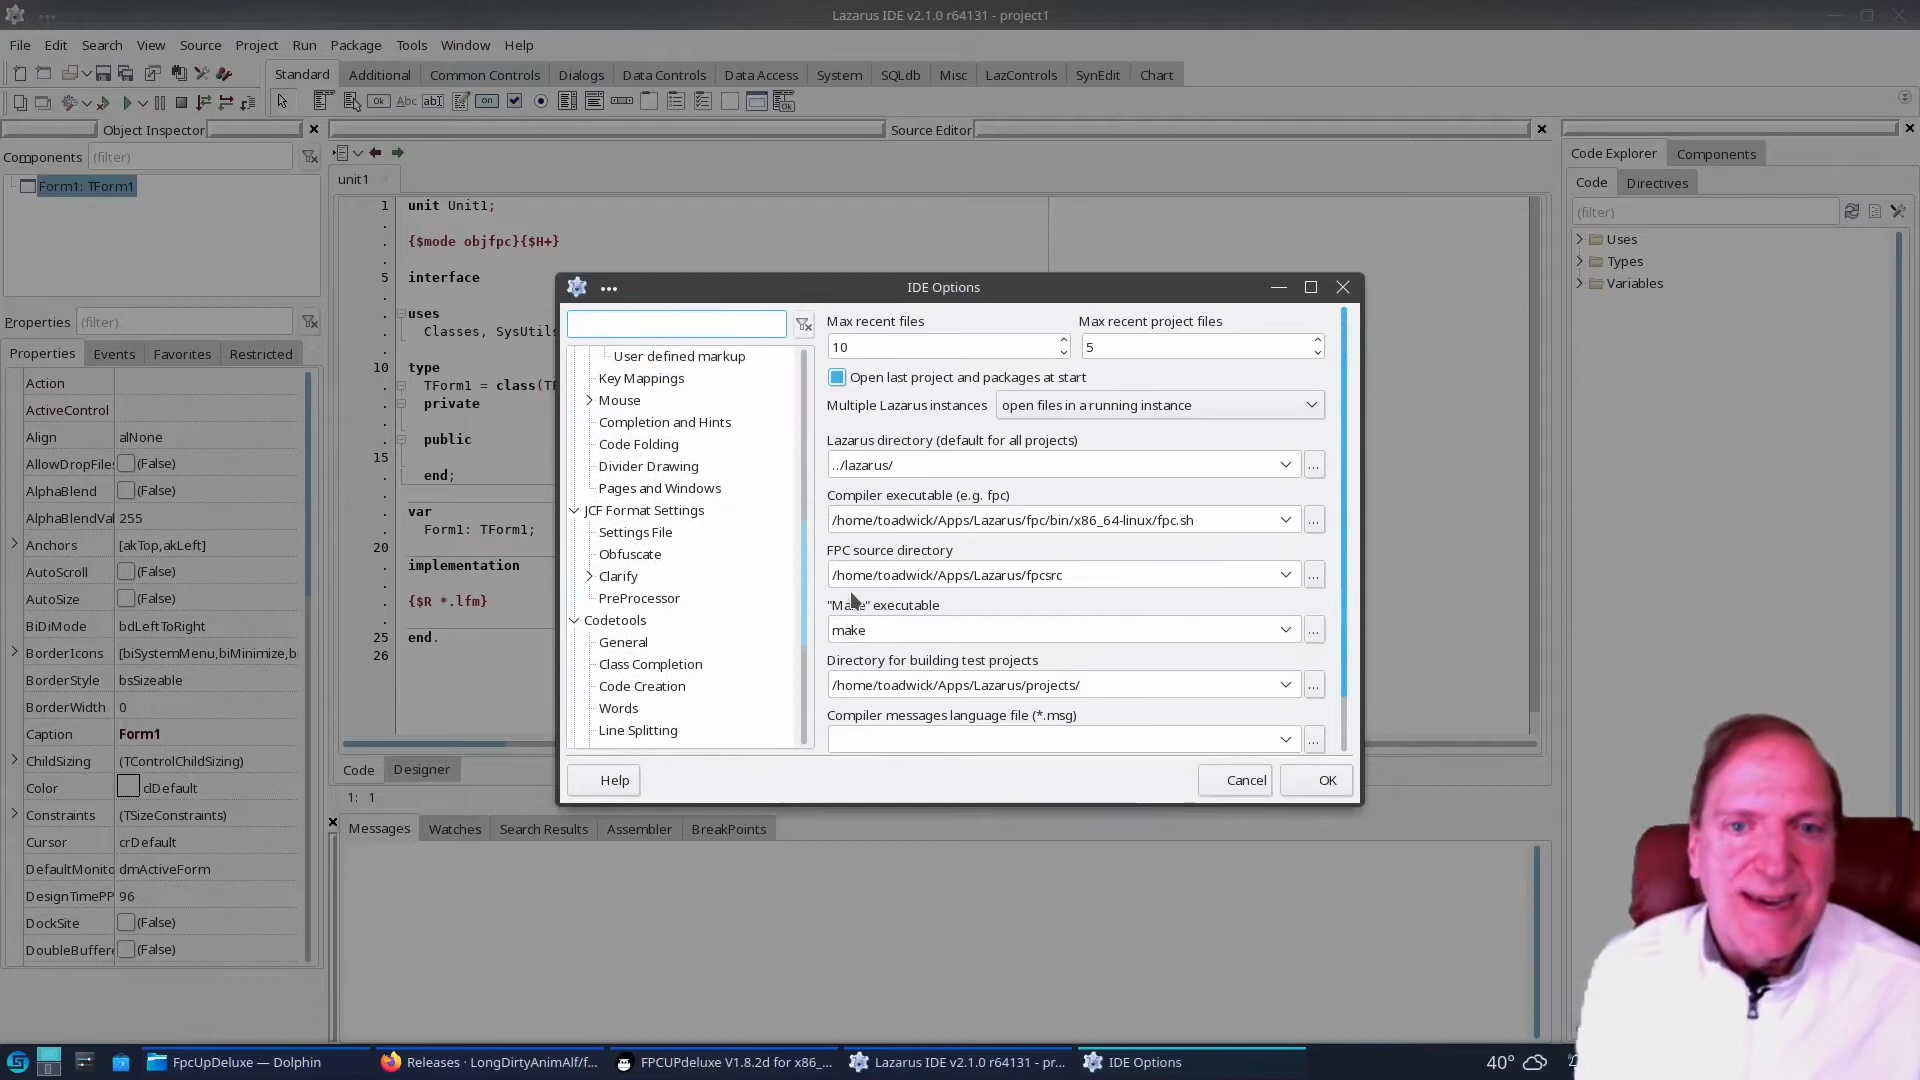 Lazarus IDE v2.1.0 r64131 - project1
File Edit Search View Source Project Run Package Tools Window Help
Standard Additional Common Controls Dialogs Data Controls Data Access System SQLdb Misc LazControls SynEdit Chart
Ok Abc abI on Ok
Object Inspector
Source Editor
Components (filter)
Form1: TForm1
Properties (filter)
Properties Events Favorites Restricted
Action
ActiveControl
Align alNone
AllowDropFiles (False)
AlphaBlend (False)
AlphaBlendVal 255
Anchors [akTop,akLeft]
AutoScroll (False)
AutoSize (False)
BiDiMode bdLeftToRight
BorderIcons [biSystemMenu,biMinimize,b
BorderStyle bsSizeable
BorderWidth 0
Caption Form1
ChildSizing (TControlChildSizing)
Color clDefault
Constraints (TSizeConstraints)
Cursor crDefault
DefaultMonito dmActiveForm
DesignTimePP 96
DockSite (False)
DoubleBuffere (False)
unit1
1 unit Unit1;
. {$mode objfpc}{$H+}
5 interface
. uses
. Classes, SysUtils
10 type
. TForm1 = class(TF
. private
. public
15
. end;
. var
. Form1: TForm1;
20
. implementation
. {$R *.lfm}
25 end.
26
Code Designer
1: 1
Messages Watches Search Results Assembler BreakPoints
Code Explorer Components
Code Directives
(filter)
Uses
Types
Variables
IDE Options
User defined markup
Key Mappings
Mouse
Completion and Hints
Code Folding
Divider Drawing
Pages and Windows
JCF Format Settings
Settings File
Obfuscate
Clarify
PreProcessor
Codetools
General
Class Completion
Code Creation
Words
Line Splitting
Max recent files Max recent project files
10 5
Open last project and packages at start
Multiple Lazarus instances open files in a running instance
Lazarus directory (default for all projects)
../lazarus/ ...
Compiler executable (e.g. fpc)
/home/toadwick/Apps/Lazarus/fpc/bin/x86_64-linux/fpc.sh ...
FPC source directory
/home/toadwick/Apps/Lazarus/fpcsrc ...
"Make" executable
make ...
Directory for building test projects
/home/toadwick/Apps/Lazarus/projects/ ...
Compiler messages language file (*.msg)
...
Help Cancel OK
FpcUpDeluxe — Dolphin
Releases · LongDirtyAnimAlf/f...
FPCUPdeluxe V1.8.2d for x86_...
Lazarus IDE v2.1.0 r64131 - pr...
IDE Options
40°